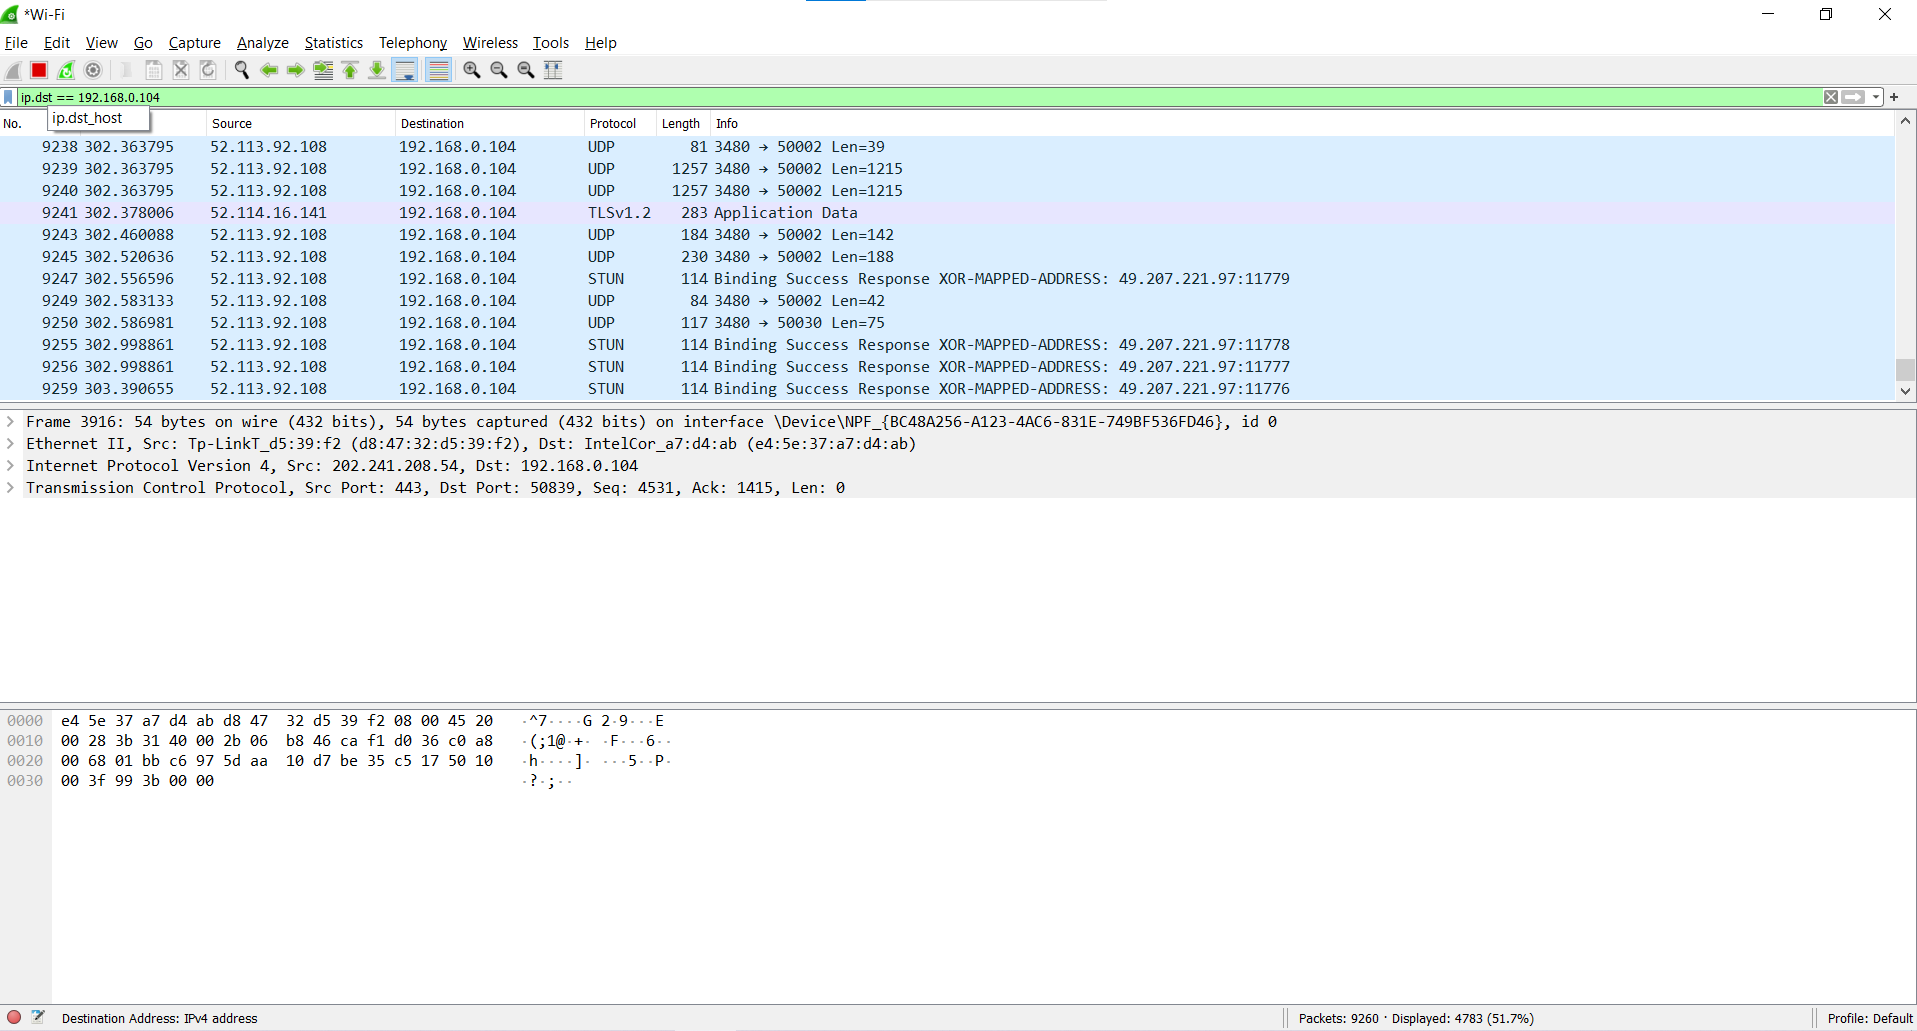 *Wi-Fi
File Edit View Go Capture Analyze Statistics Telephony Wireless Tools Help
ip.dst == 192.168.0.104
ip.dst_host
No. Source Destination Protocol Length Info
9238 302.363795 52.113.92.108 192.168.0.104 UDP 81 3480 → 50002 Len=39
9239 302.363795 52.113.92.108 192.168.0.104 UDP 1257 3480 → 50002 Len=1215
9240 302.363795 52.113.92.108 192.168.0.104 UDP 1257 3480 → 50002 Len=1215
9241 302.378006 52.114.16.141 192.168.0.104 TLSv1.2 283 Application Data
9243 302.460088 52.113.92.108 192.168.0.104 UDP 184 3480 → 50002 Len=142
9245 302.520636 52.113.92.108 192.168.0.104 UDP 230 3480 → 50002 Len=188
9247 302.556596 52.113.92.108 192.168.0.104 STUN 114 Binding Success Response XOR-MAPPED-ADDRESS: 49.207.221.97:11779
9249 302.583133 52.113.92.108 192.168.0.104 UDP 84 3480 → 50002 Len=42
9250 302.586981 52.113.92.108 192.168.0.104 UDP 117 3480 → 50030 Len=75
9255 302.998861 52.113.92.108 192.168.0.104 STUN 114 Binding Success Response XOR-MAPPED-ADDRESS: 49.207.221.97:11778
9256 302.998861 52.113.92.108 192.168.0.104 STUN 114 Binding Success Response XOR-MAPPED-ADDRESS: 49.207.221.97:11777
9259 303.390655 52.113.92.108 192.168.0.104 STUN 114 Binding Success Response XOR-MAPPED-ADDRESS: 49.207.221.97:11776
Frame 3916: 54 bytes on wire (432 bits), 54 bytes captured (432 bits) on interface \Device\NPF_{BC48A256-A123-4AC6-831E-749BF536FD46}, id 0
Ethernet II, Src: Tp-LinkT_d5:39:f2 (d8:47:32:d5:39:f2), Dst: IntelCor_a7:d4:ab (e4:5e:37:a7:d4:ab)
Internet Protocol Version 4, Src: 202.241.208.54, Dst: 192.168.0.104
Transmission Control Protocol, Src Port: 443, Dst Port: 50839, Seq: 4531, Ack: 1415, Len: 0
0000 e4 5e 37 a7 d4 ab d8 47 32 d5 39 f2 08 00 45 20 ·^7····G 2·9···E
0010 00 28 3b 31 40 00 2b 06 b8 46 ca f1 d0 36 c0 a8 ·(;1@·+· ·F···6··
0020 00 68 01 bb c6 97 5d aa 10 d7 be 35 c5 17 50 10 ·h····]· ···5··P·
0030 00 3f 99 3b 00 00 ·?·;··
Destination Address: IPv4 address Packets: 9260 · Displayed: 4783 (51.7%) Profile: Default